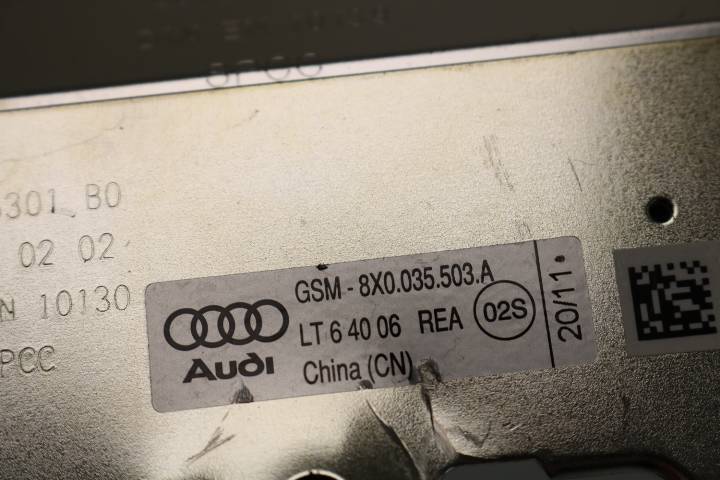 5PCC
301 B0
02 02
N 10130
PCC
GSM - 8X0.035.503.A
LT 6 40 06 REA 02S
China (CN)
Audi
20/11